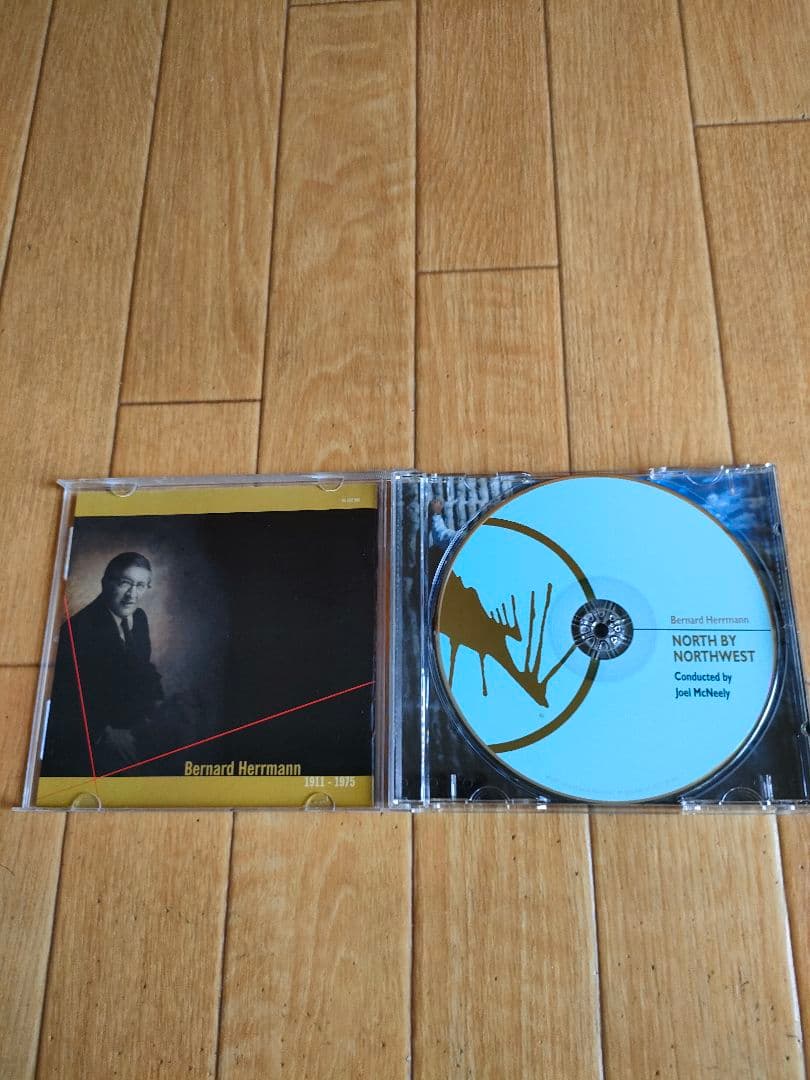 Bernard Herrmann
1911 - 1975
Bernard Herrmann
NORTH BY
NORTHWEST
Conducted by
Joel McNeely